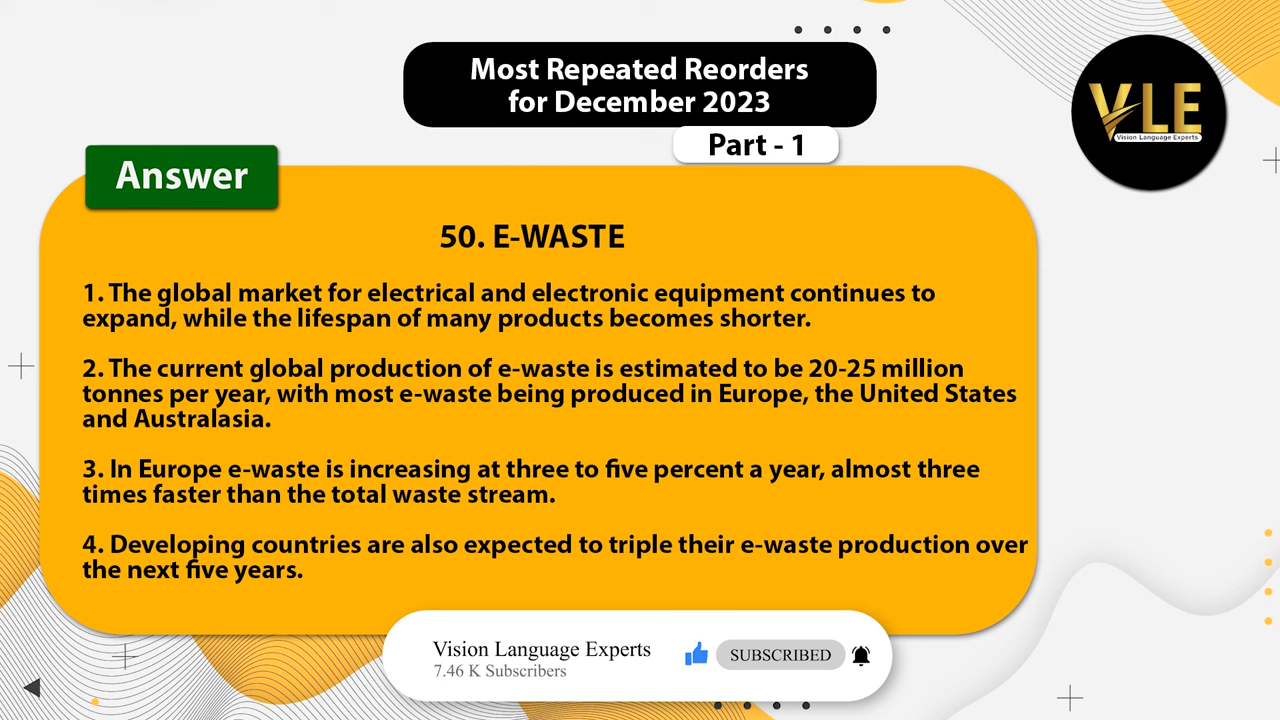 Most Repeated Reorders
for December 2023
Part - 1
VLE
Vision Language Experts
Answer
50. E-WASTE
1. The global market for electrical and electronic equipment continues to
expand, while the lifespan of many products becomes shorter.
2. The current global production of e-waste is estimated to be 20-25 million
tonnes per year, with most e-waste being produced in Europe, the United States
and Australasia.
3. In Europe e-waste is increasing at three to five percent a year, almost three
times faster than the total waste stream.
4. Developing countries are also expected to triple their e-waste production over
the next five years.
Vision Language Experts
7.46 K Subscribers
SUBSCRIBED